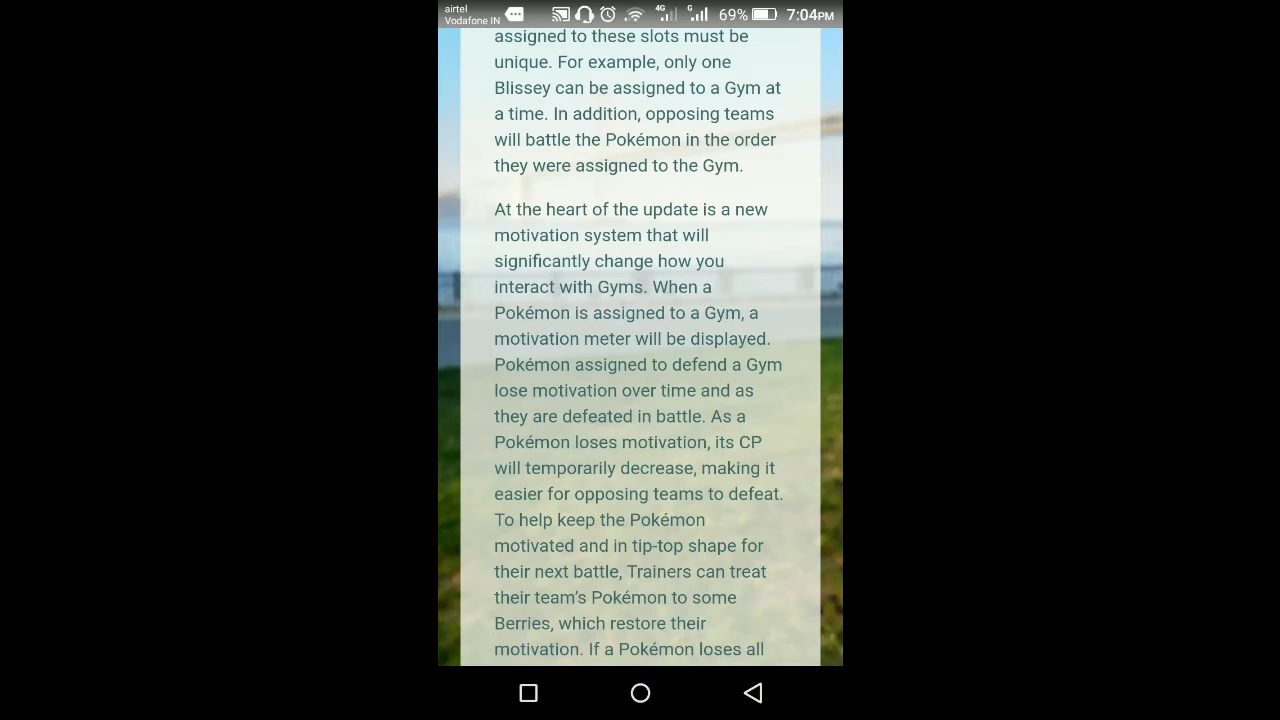 airtel
Vodafone IN
4G
G
69%
7:04PM
assigned to these slots must be
unique. For example, only one
Blissey can be assigned to a Gym at
a time. In addition, opposing teams
will battle the Pokémon in the order
they were assigned to the Gym.
At the heart of the update is a new
motivation system that will
significantly change how you
interact with Gyms. When a
Pokémon is assigned to a Gym, a
motivation meter will be displayed.
Pokémon assigned to defend a Gym
lose motivation over time and as
they are defeated in battle. As a
Pokémon loses motivation, its CP
will temporarily decrease, making it
easier for opposing teams to defeat.
To help keep the Pokémon
motivated and in tip-top shape for
their next battle, Trainers can treat
their team’s Pokémon to some
Berries, which restore their
motivation. If a Pokémon loses all